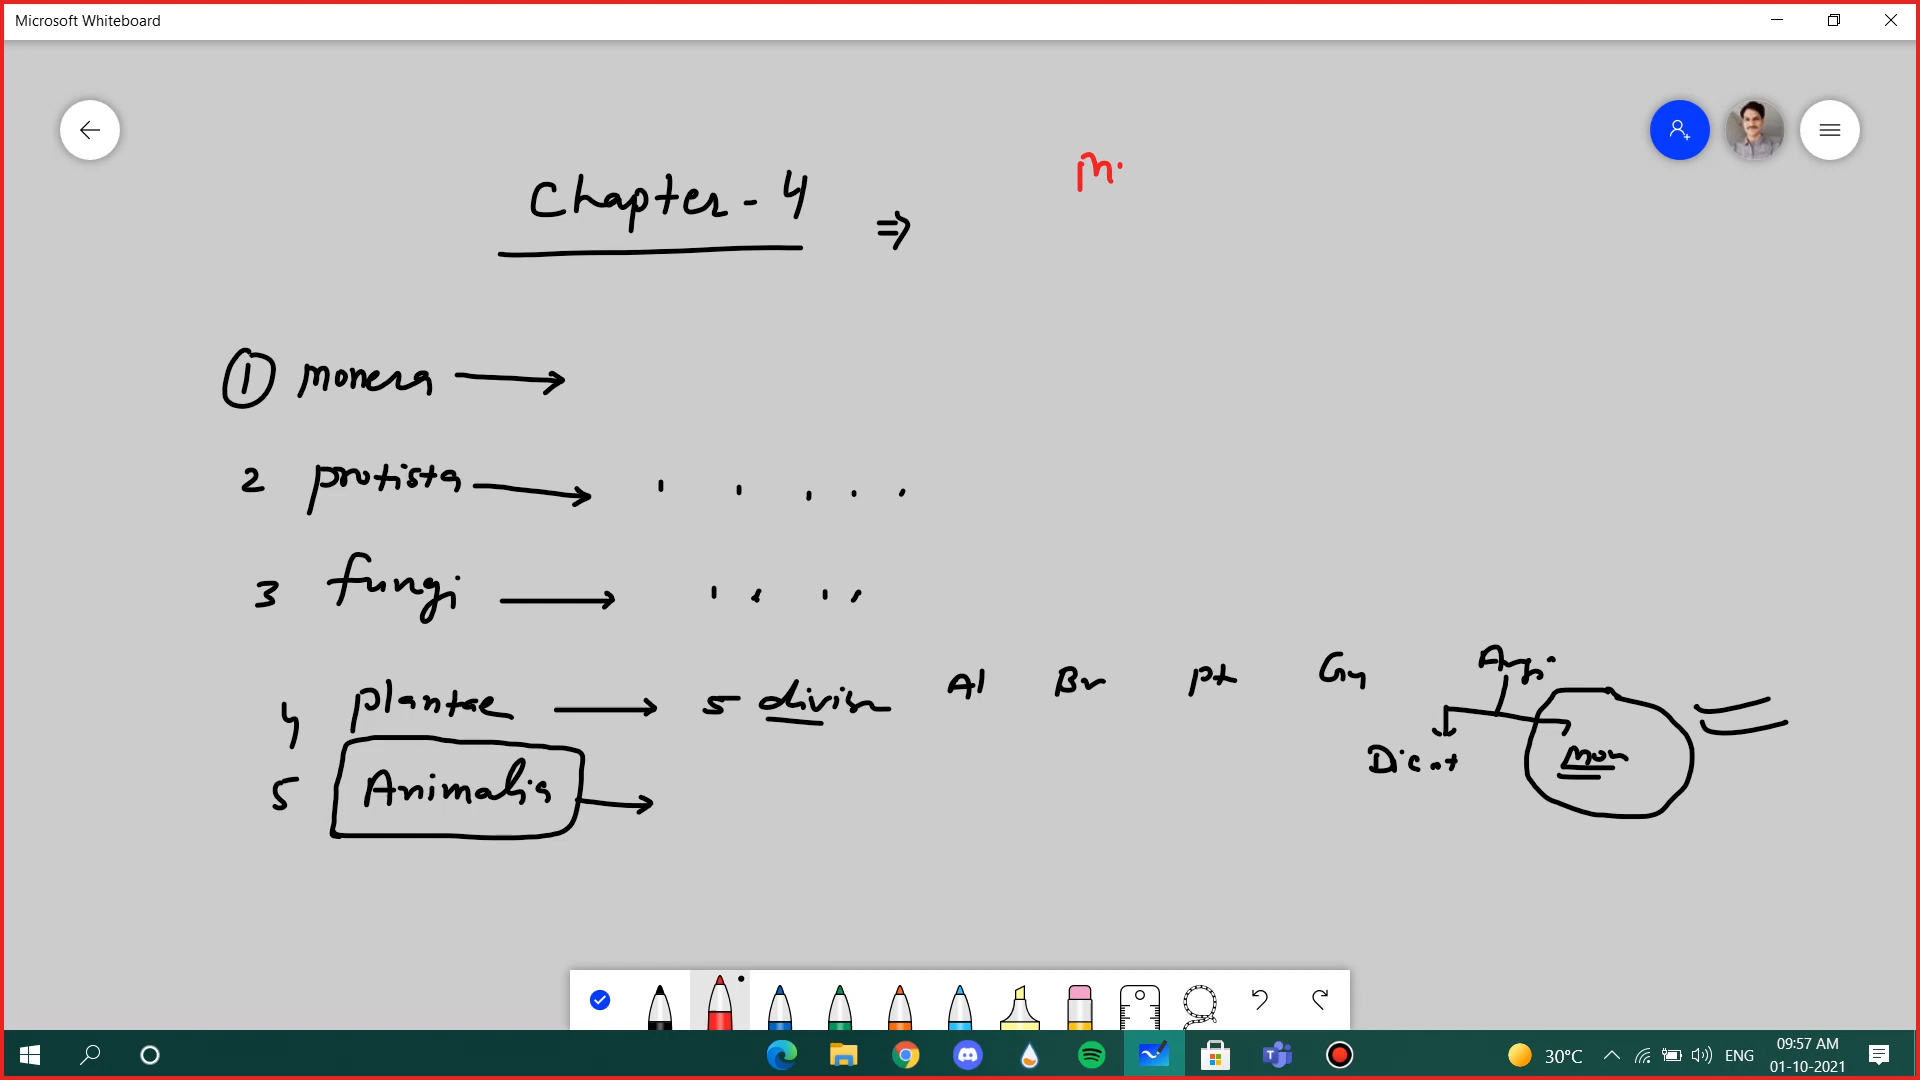 Microsoft Whiteboard
m.
Chapter - 4 ⇒
① monera →
2 protista →
3 fungi →
4 plantae → 5 divisn Al Br Pt Gy Angi
Dicot mon
5 Animalia →
30°C ENG 09:57 AM
01-10-2021